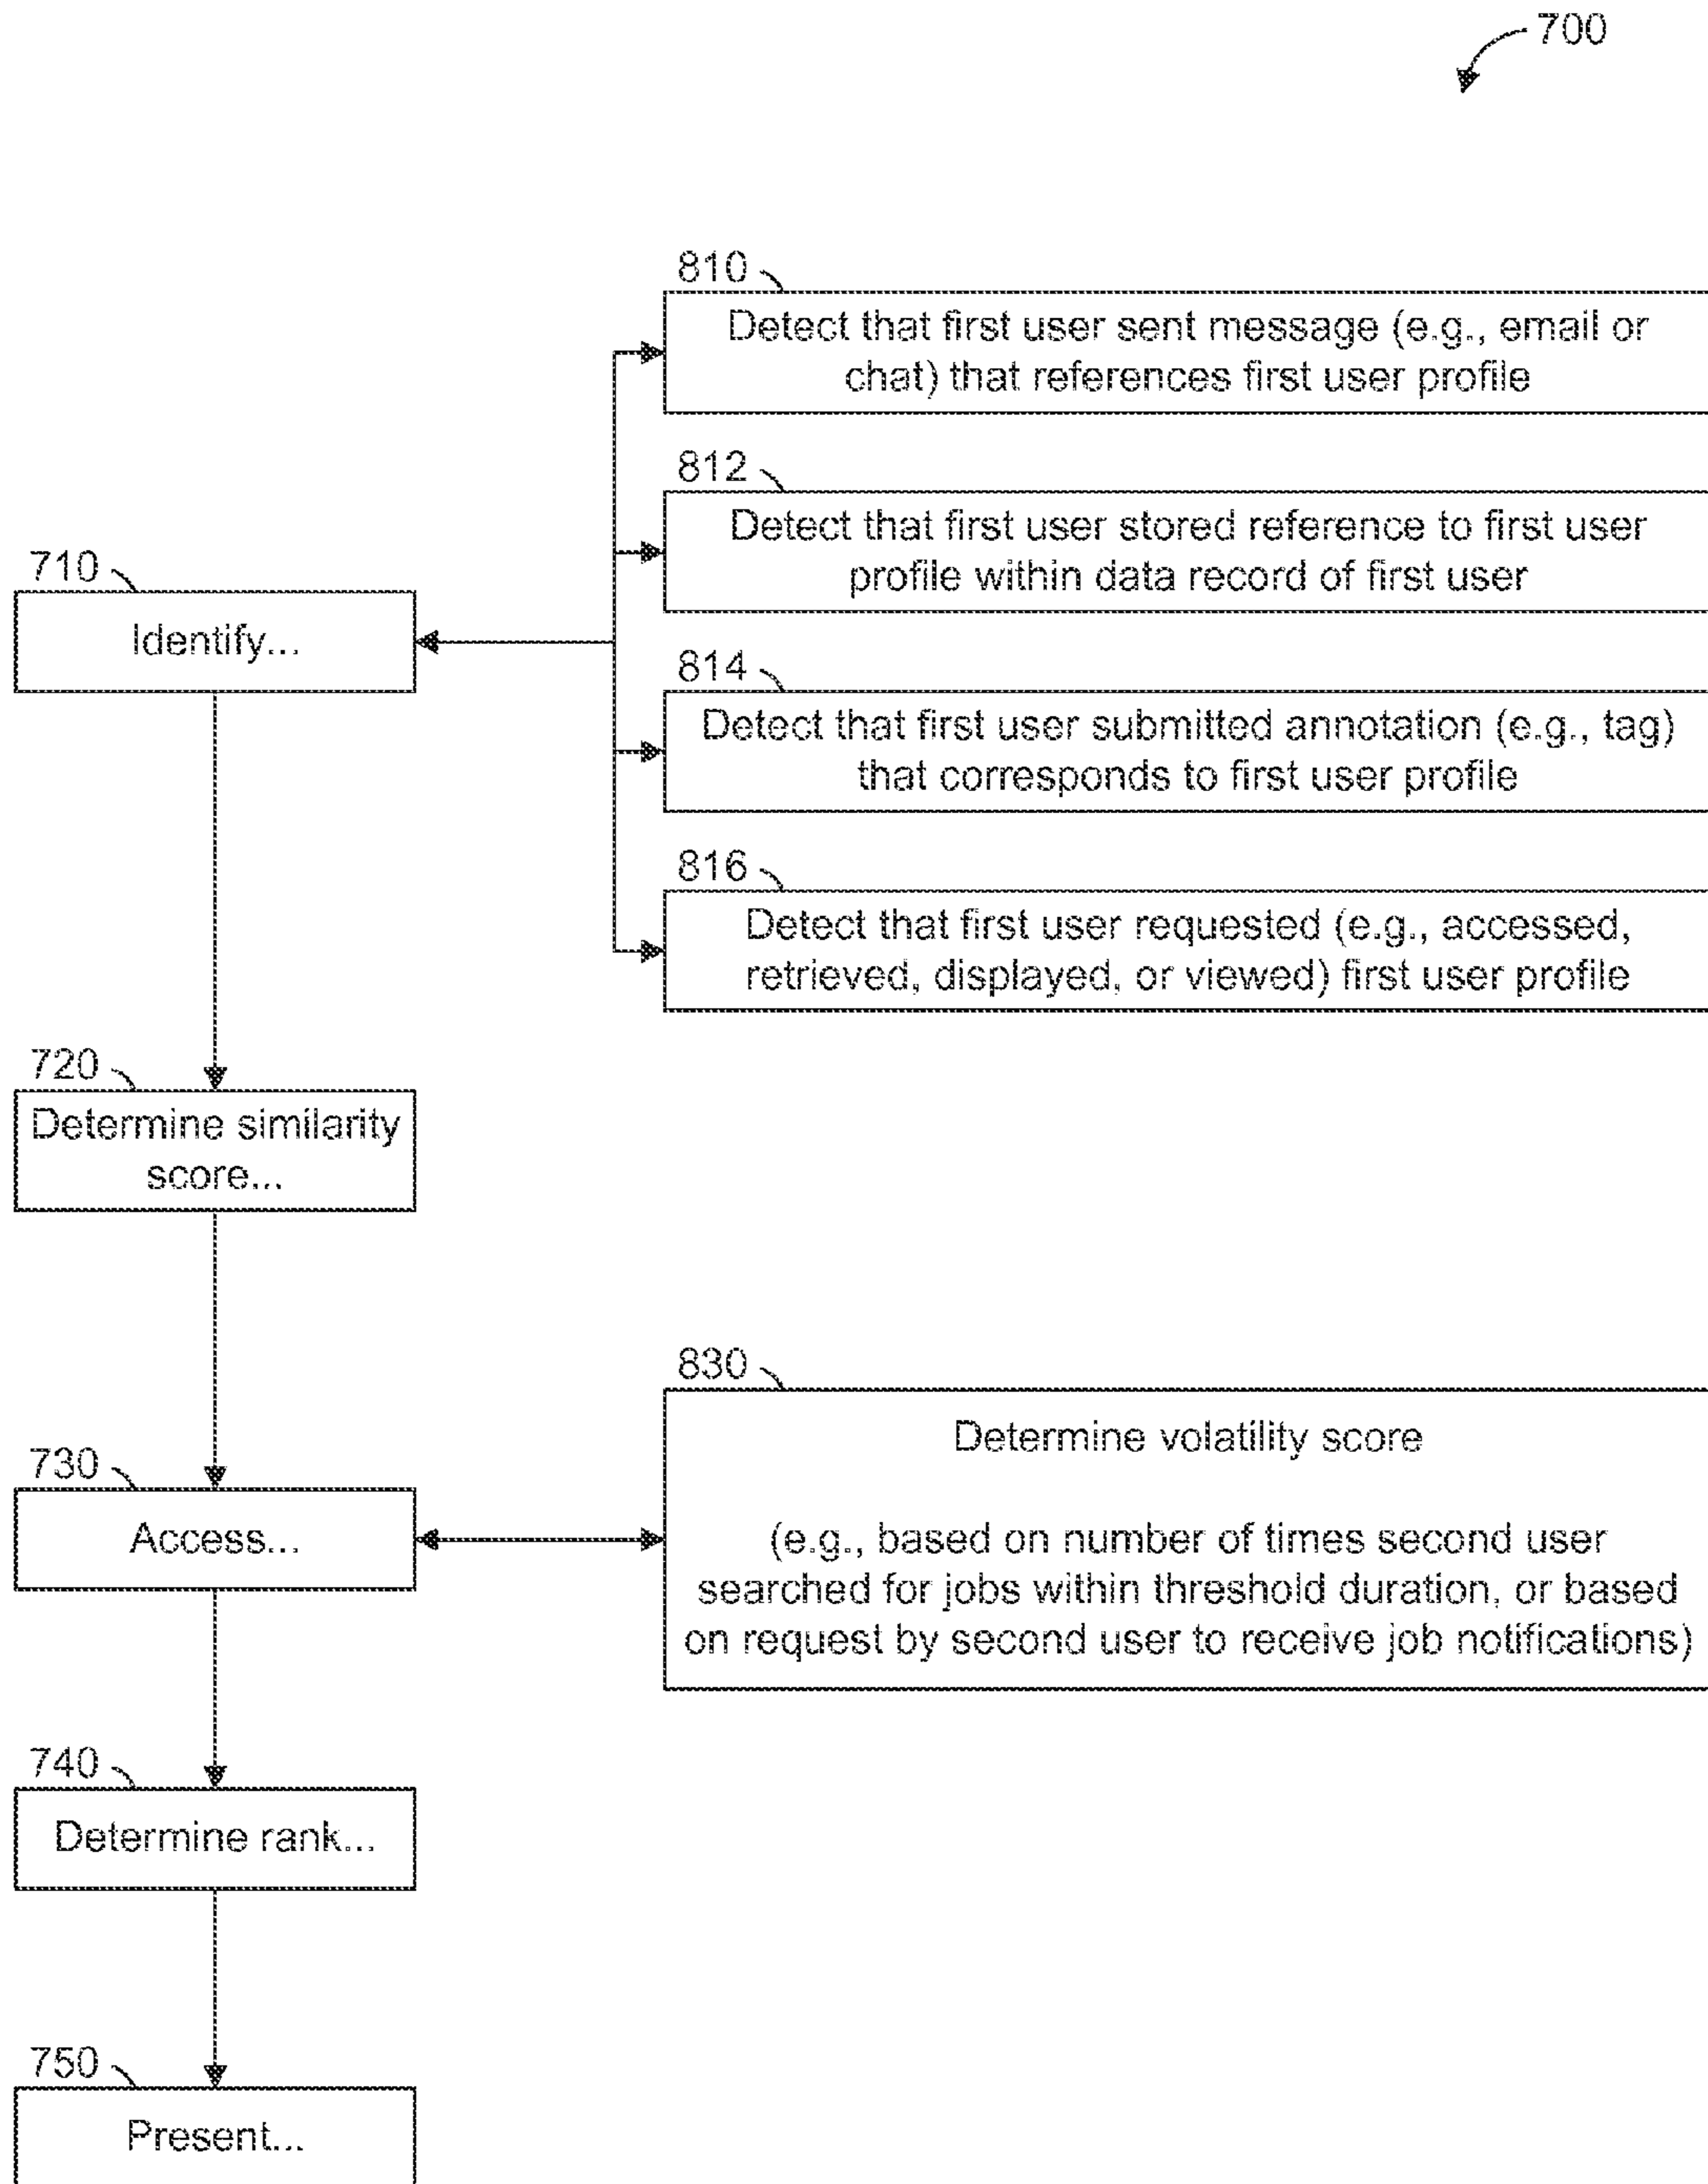 700
810
Detect that first user sent message (e.g., email or
chat) that references first user profile
812
Detect that first user stored reference to first user
profile within data record of first user
710
Identify...
814
Detect that first user submitted annotation (e.g., tag)
that corresponds to first user profile
816
Detect that first user requested (e.g., accessed,
retrieved, displayed, or viewed) first user profile
720
Determine similarity
score...
830
Determine volatility score
(e.g., based on number of times second user
searched for jobs within threshold duration, or based
on request by second user to receive job notifications)
730
Access...
740
Determine rank...
750
Present...